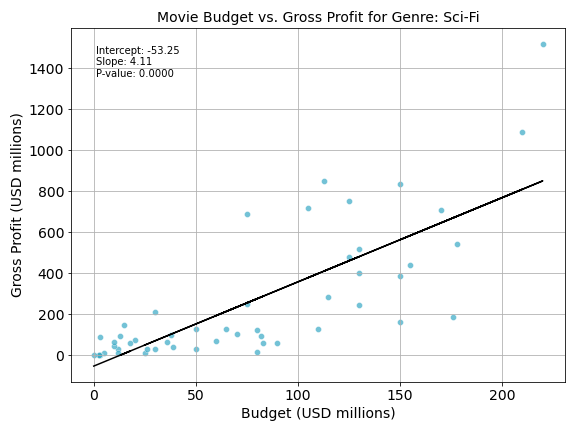 Movie Budget vs. Gross Profit for Genre: Sci-Fi
Intercept: -53.25
Slope: 4.11
P-value: 0.0000
Gross Profit (USD millions)
1400
1200
1000
800
600
400
200
0
0 50 100 150 200
Budget (USD millions)